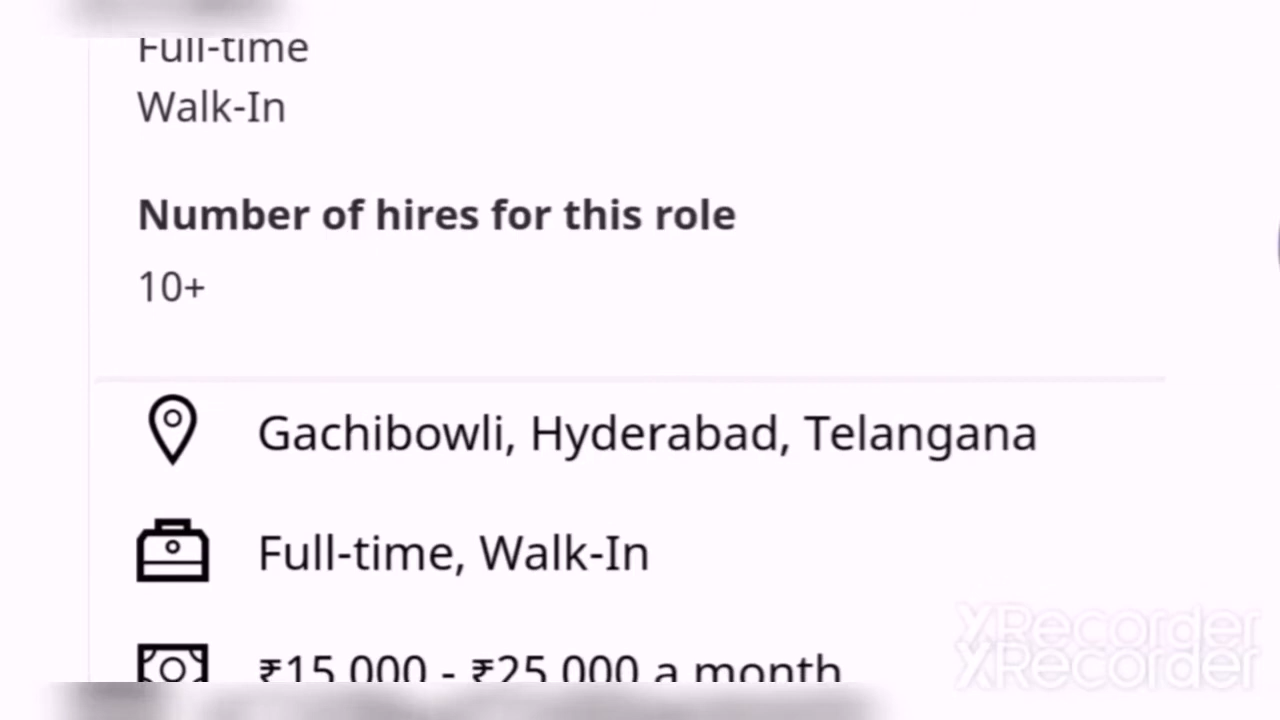 Full-time
Walk-In
Number of hires for this role
10+
Gachibowli, Hyderabad, Telangana
Full-time, Walk-In
₹15,000 - ₹25,000 a month
XRecorder
XRecorder